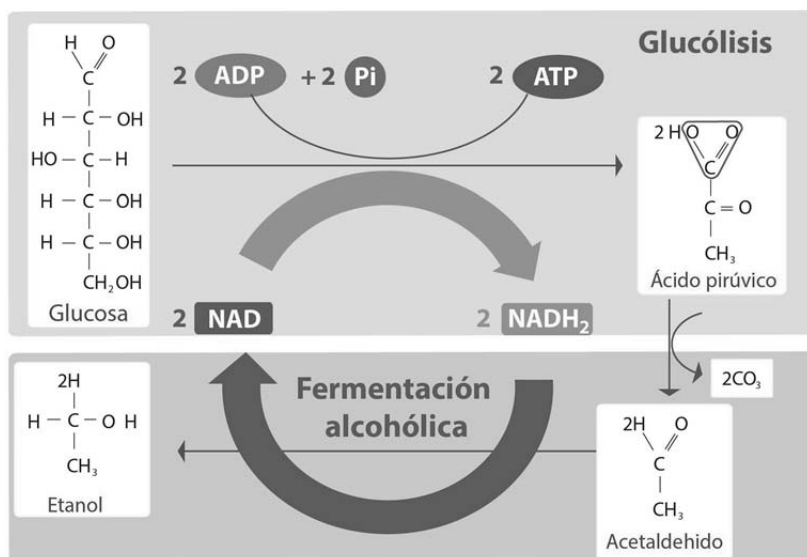 Glucólisis
2 ADP + 2 Pi 2 ATP
H O
C
H – C – OH
HO – C – H
H – C – OH
H – C – OH
CH₂OH
Glucosa
2 HO O
C
C = O
CH₃
Ácido pirúvico
2 NAD
2 NADH₂
2CO₃
Fermentación
alcohólica
2H
H – C – O H
CH₃
Etanol
2H O
C
CH₃
Acetaldehido